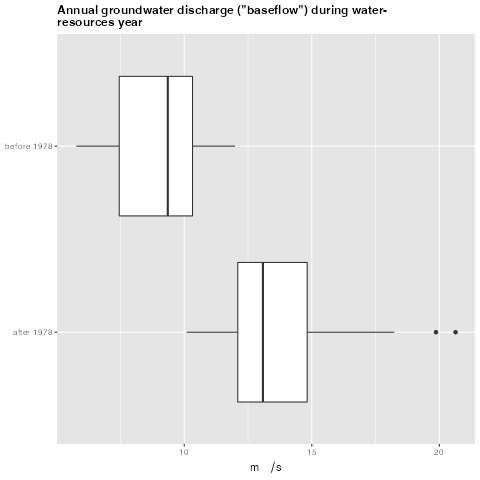 Annual groundwater discharge ("baseflow") during water-
resources year
before 1978
after 1978
10 15 20
m /s